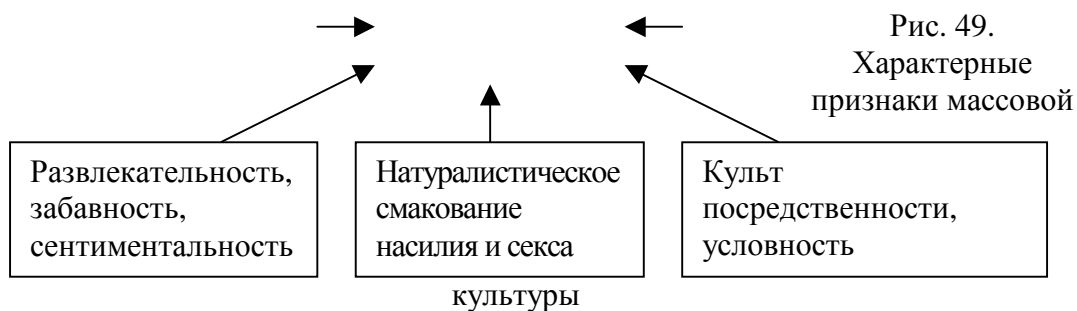 Рис. 49.
Характерные
признаки массовой
Развлекательность,
забавность,
сентиментальность
Натуралистическое
смакование
насилия и секса
Культ
посредственности,
условность
культуры